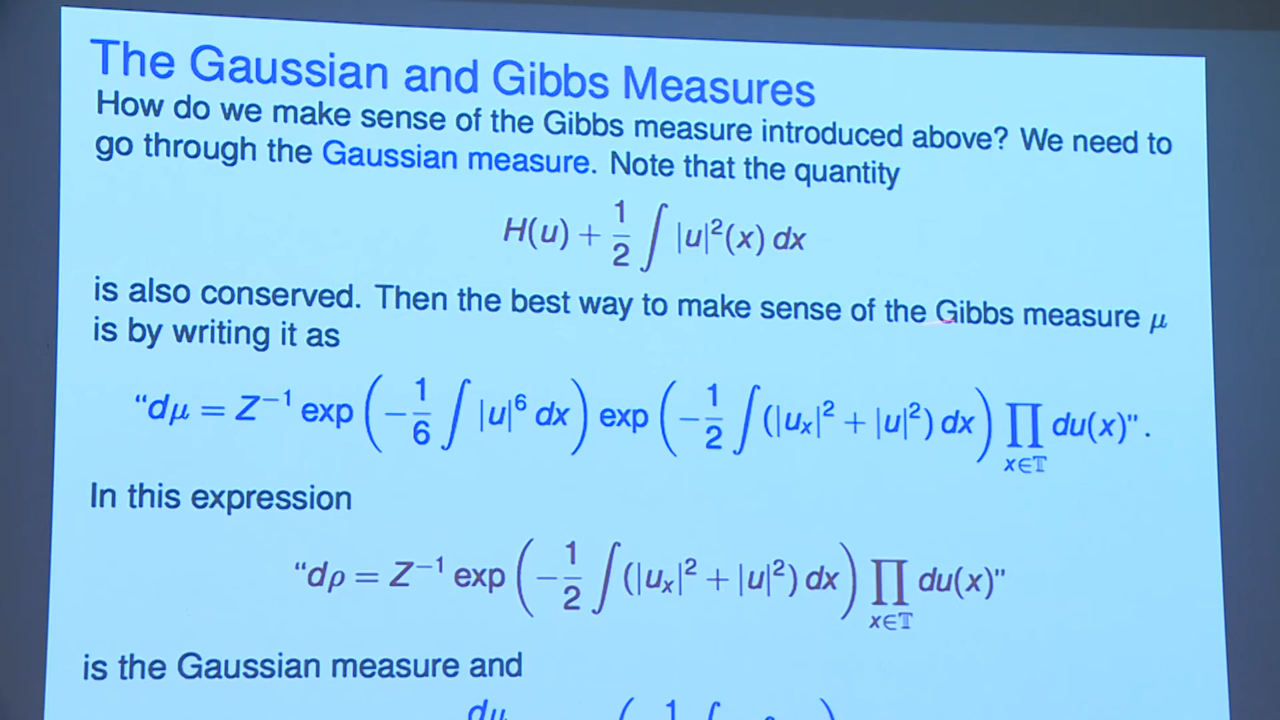 The Gaussian and Gibbs Measures
How do we make sense of the Gibbs measure introduced above? We need to
go through the Gaussian measure. Note that the quantity
H(u) + 1/2 ∫ |u|²(x) dx
is also conserved. Then the best way to make sense of the Gibbs measure μ
is by writing it as
“dμ = Z⁻¹ exp (−1/6 ∫ |u|⁶ dx) exp (−1/2 ∫(|uₓ|² + |u|²) dx) ∏_{x∈𝕋} du(x)”.
In this expression
“dρ = Z⁻¹ exp (−1/2 ∫(|uₓ|² + |u|²) dx) ∏_{x∈𝕋} du(x)”
is the Gaussian measure and